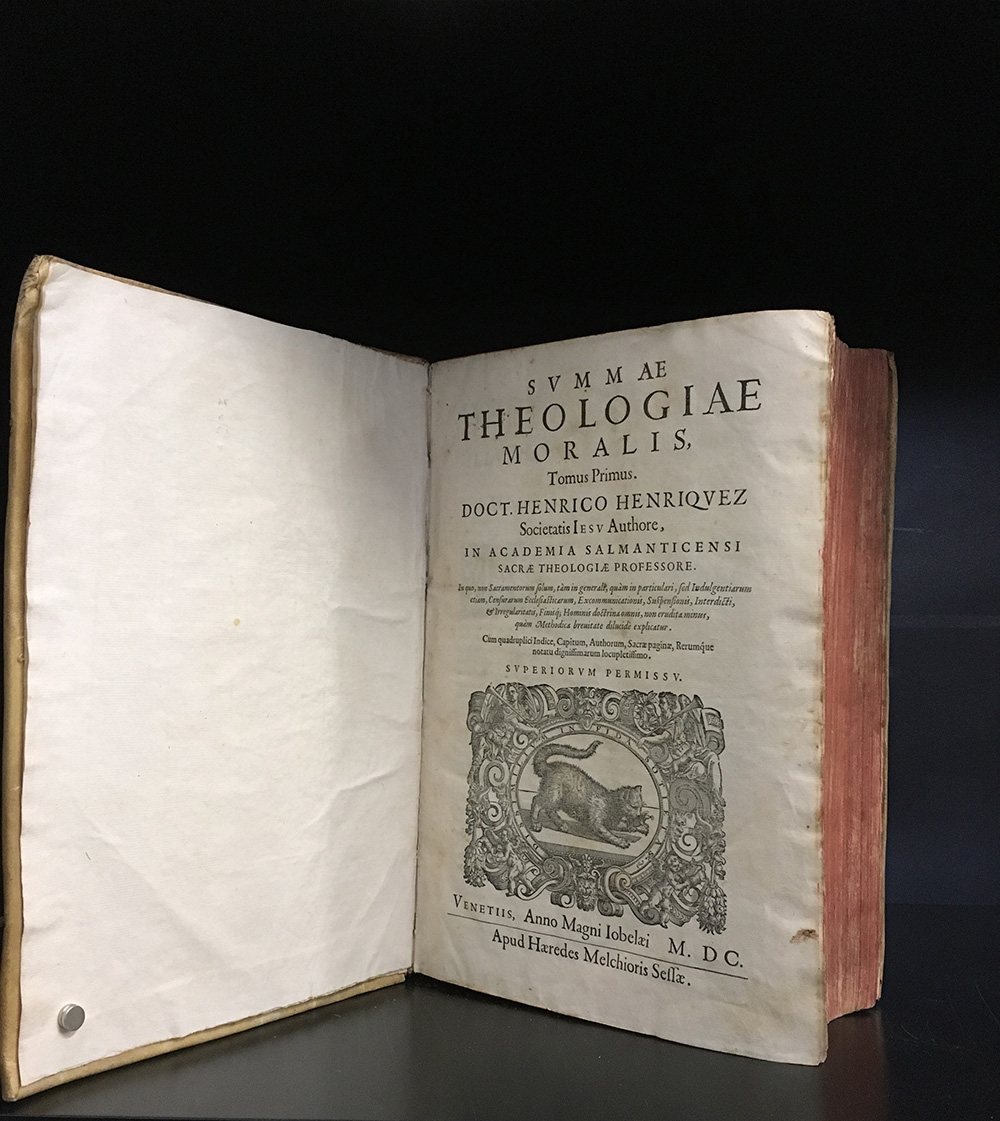 SVMMAE
THEOLOGIAE
MORALIS,
Tomus Primus.
DOCT. HENRICO HENRIQVEZ
Societatis IESV Authore,
IN ACADEMIA SALMANTICENSI
SACRÆ THEOLOGIÆ PROFESSORE.
In quo, non Sacramentorum ſolum, tàm in generali, quàm in particulari, ſed Indulgentiarum
etiam, Cenſurarum Eccleſiaſticarum, Excommunicationis, Suſpenſionis, Interdicti,
& Irregularitatis, Finiſq; Hominis doctrina omnis, non erudita minus,
quàm Methodica breuitate dilucidè explicatur.
Cum quadruplici Indice, Capitum, Authorum, Sacræ paginæ, Rerumque
notatu digniſſimarum locupletiſſimo.
SVPERIORVM PERMISSV.
VENETIIS, Anno Magni Iobelæi M. DC.
Apud Hæredes Melchioris Seſſæ.